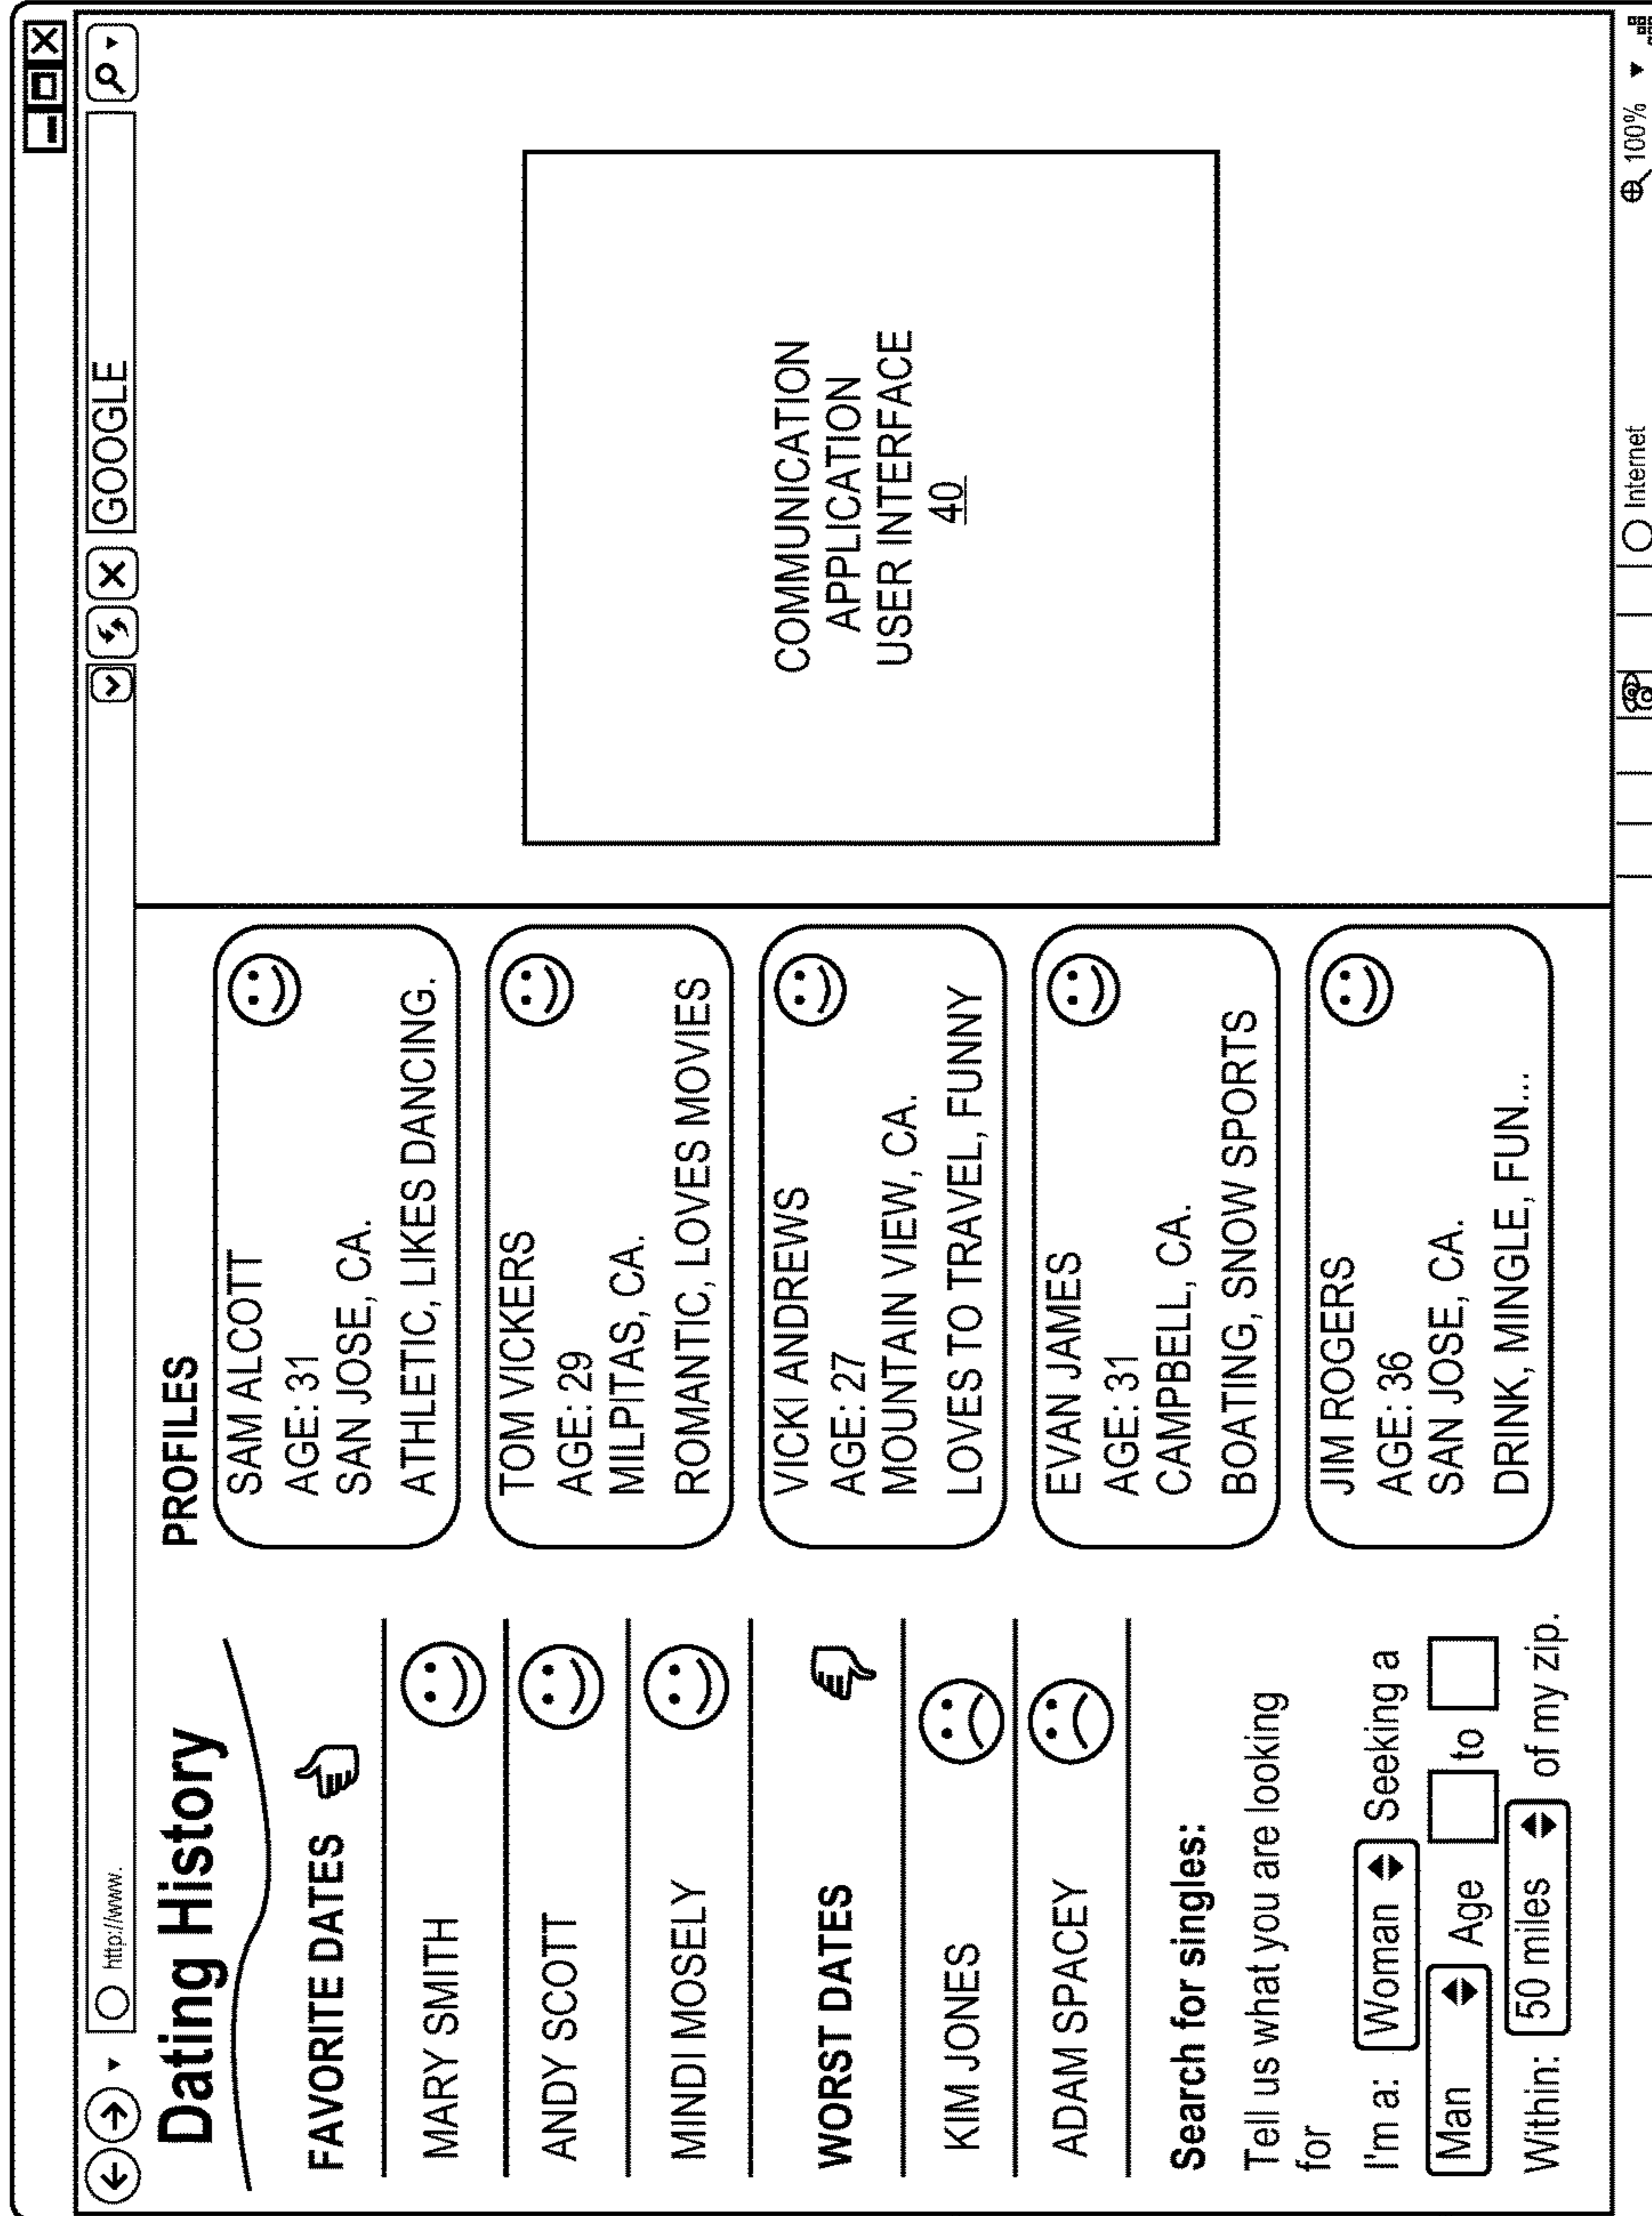 http://www.
GOOGLE
Dating History
FAVORITE DATES
MARY SMITH
ANDY SCOTT
MINDI MOSELY
WORST DATES
KIM JONES
ADAM SPACEY
Search for singles:
Tell us what you are looking
for
I'm a: Woman Seeking a
Man Age to
Within: 50 miles of my zip.
PROFILES
SAM ALCOTT
AGE: 31
SAN JOSE, CA.
ATHLETIC, LIKES DANCING.
TOM VICKERS
AGE: 29
MILPITAS, CA.
ROMANTIC, LOVES MOVIES
VICKI ANDREWS
AGE: 27
MOUNTAIN VIEW, CA.
LOVES TO TRAVEL, FUNNY
EVAN JAMES
AGE: 31
CAMPBELL, CA.
BOATING, SNOW SPORTS
JIM ROGERS
AGE: 36
SAN JOSE, CA.
DRINK, MINGLE, FUN...
COMMUNICATION
APPLICATION
USER INTERFACE
40
Internet
100%